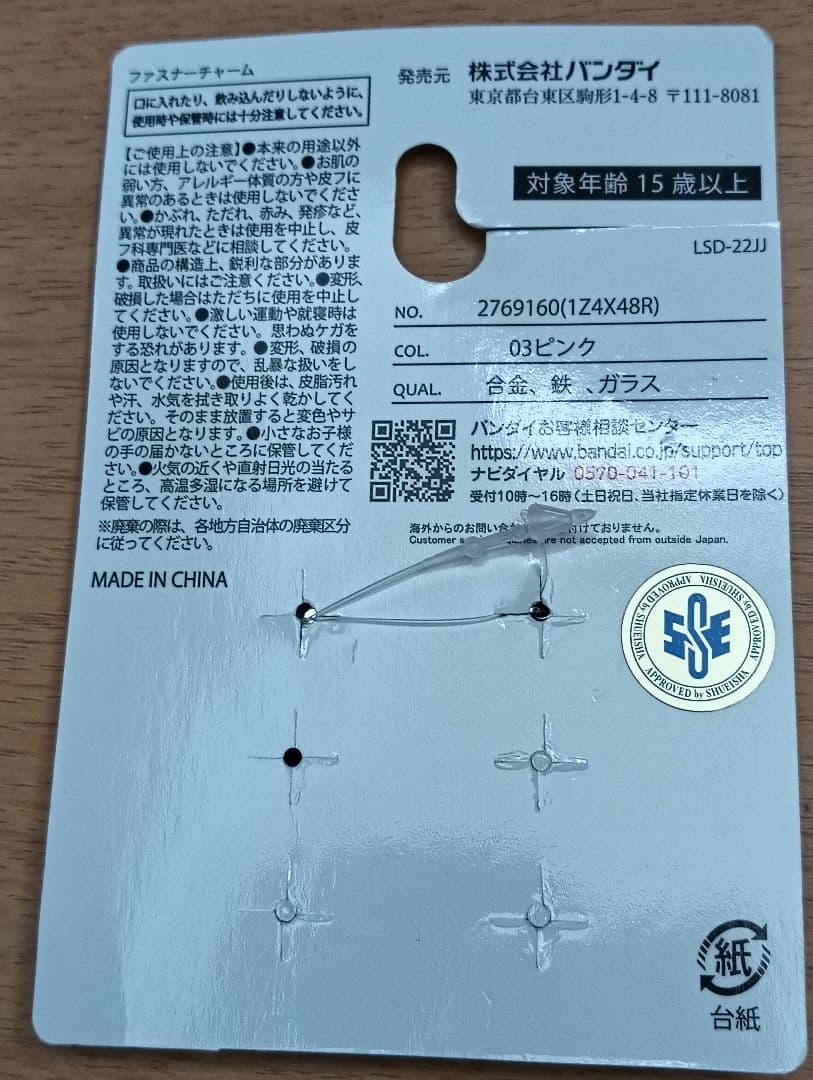 ファスナーチャーム
口に入れたり、飲み込んだりしないように、
使用時や保管時には十分注意してください。
【ご使用上の注意】●本来の用途以外
には使用しないでください。●お肌の
弱い方、アレルギー体質の方や皮フに
異常のあるときは使用しないでくださ
い。●かぶれ、ただれ、赤み、発疹など、
異常が現れたときは使用を中止し、皮
フ科専門医などに相談してください。
●商品の構造上、鋭利な部分がありま
す。取扱いにはご注意ください。●変形、
破損した場合はただちに使用を中止し
てください。●激しい運動や就寝時は
使用しないでください。思わぬケガを
する恐れがあります。●変形、破損の
原因となりますので、乱暴な扱いをし
ないでください。●使用後は、皮脂汚れ
や汗、水気を拭き取りよく乾かしてくだ
さい。そのまま放置すると変色やサ
ビの原因となります。●小さなお子様
の手の届かないところに保管してくだ
さい。●火気の近くや直射日光の当たる
ところ、高温多湿になる場所を避けて
保管してください。
※廃棄の際は、各地方自治体の廃棄区分
に従ってください。
MADE IN CHINA
発売元 株式会社バンダイ
東京都台東区駒形1-4-8 〒111-8081
対象年齢 15 歳以上
LSD-22JJ
NO. 2769160(1Z4X48R)
COL. 03ピンク
QUAL. 合金、鉄 、ガラス
バンダイお客様相談センター
https://www.bandai.co.jp/support/top
ナビダイヤル 0570-041-101
受付10時～16時(土日祝日、当社指定休業日を除く)
海外からのお問い合 付けておりません。
Customer are not accepted from outside Japan.
APPROVED by SHUEISHA
APPROVED by SHUEISHA
APPROVED by SHUEISHA
紙
台紙